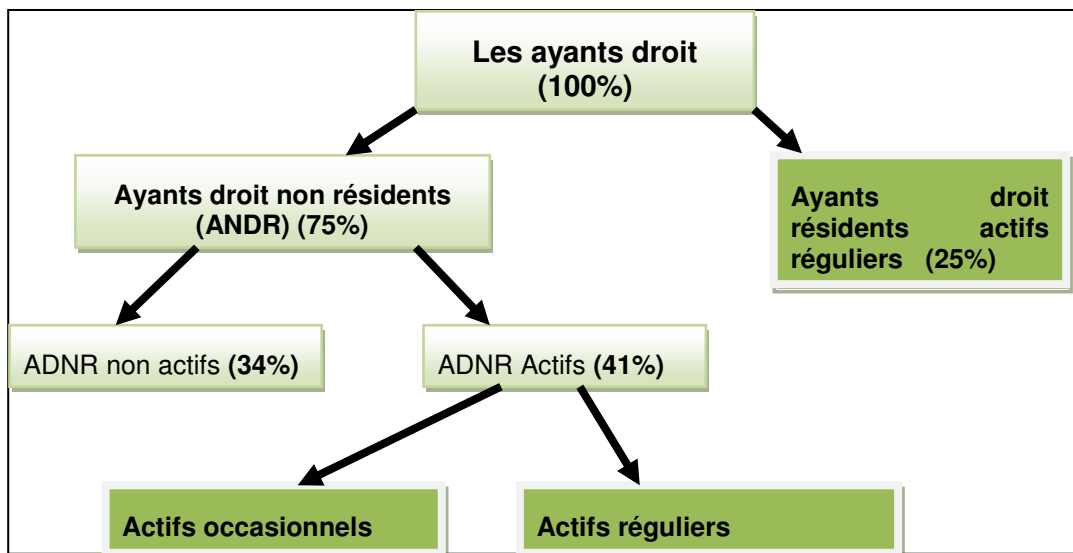 Les ayants droit
(100%)
Ayants droit non résidents
(ANDR) (75%)
Ayants droit
résidents actifs
réguliers (25%)
ADNR non actifs (34%)
ADNR Actifs (41%)
Actifs occasionnels
Actifs réguliers